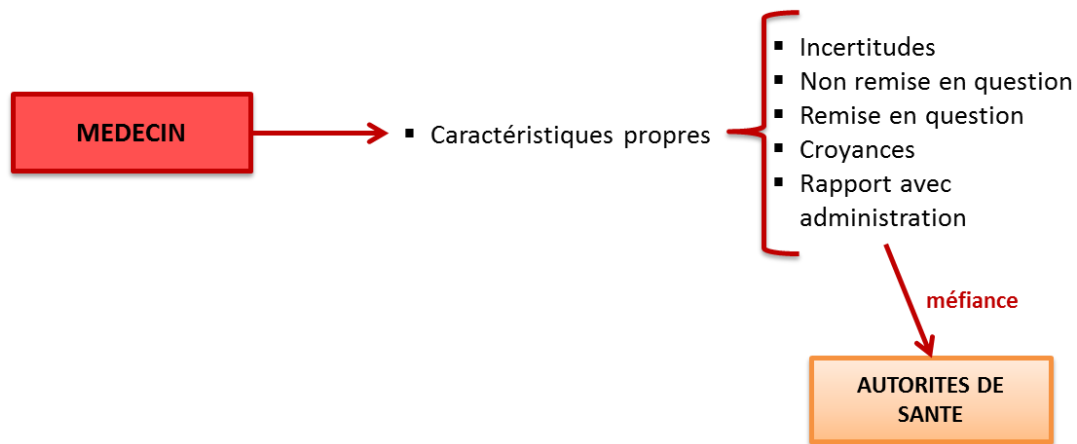 MEDECIN
▪ Caractéristiques propres
▪ Incertitudes
▪ Non remise en question
▪ Remise en question
▪ Croyances
▪ Rapport avec
administration
méfiance
AUTORITES DE
SANTE